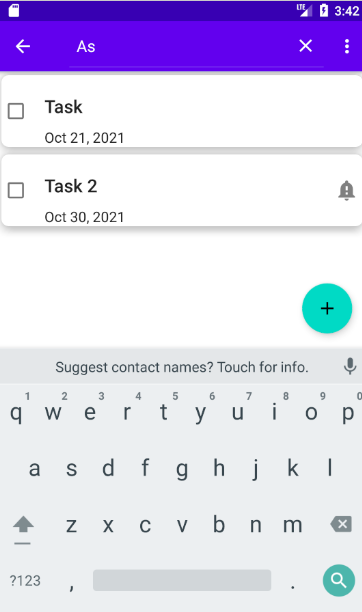 LTE 3:42
As
Task
Oct 21, 2021
Task 2
Oct 30, 2021
Suggest contact names? Touch for info.
1 2 3 4 5 6 7 8 9 0
q w e r t y u i o p
a s d f g h j k l
z x c v b n m
?123 , .